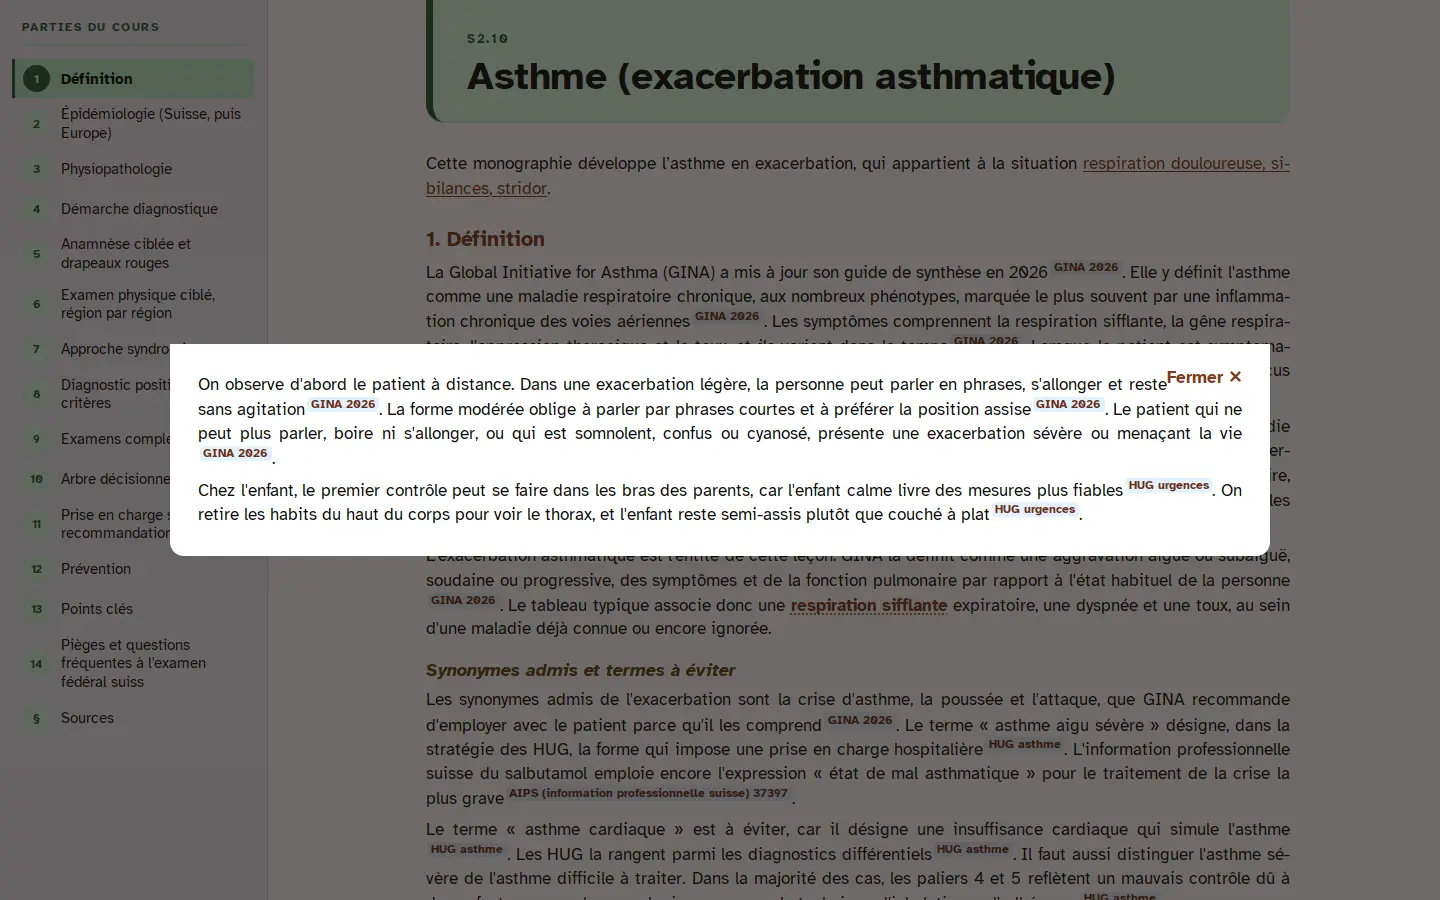 PARTIES DU COURS
1 Définition
2 Épidémiologie (Suisse, puis
Europe)
3 Physiopathologie
4 Démarche diagnostique
5 Anamnèse ciblée et
drapeaux rouges
6 Examen physique ciblé,
région par région
7 Approche
8 Diagnostic
critères
9 Examens
10 Arbre
11 Prise en charge
12 Prévention
13 Points clés
14 Pièges et questions
fréquentes à l'examen
fédéral suiss
§ Sources
S2.10
Asthme (exacerbation asthmatique)
Cette monographie développe l'asthme en exacerbation, qui appartient à la situation respiration douloureuse, si-
bilances, stridor.
1. Définition
La Global Initiative for Asthma (GINA) a mis à jour son guide de synthèse en 2026 GINA 2026. Elle y définit l'asthme
comme une maladie respiratoire chronique, aux nombreux phénotypes, marquée le plus souvent par une inflamma-
tion chronique des voies aériennes GINA 2026. Les symptômes comprennent la respiration sifflante, la gêne respira-
GINA 2026
Fermer ✕
On observe d'abord le patient à distance. Dans une exacerbation légère, la personne peut parler en phrases, s'allonger et reste
sans agitation GINA 2026. La forme modérée oblige à parler par phrases courtes et à préférer la position assise GINA 2026. Le patient qui ne
peut plus parler, boire ni s'allonger, ou qui est somnolent, confus ou cyanosé, présente une exacerbation sévère ou menaçant la vie
GINA 2026.
Chez l'enfant, le premier contrôle peut se faire dans les bras des parents, car l'enfant calme livre des mesures plus fiables HUG urgences. On
retire les habits du haut du corps pour voir le thorax, et l'enfant reste semi-assis plutôt que couché à plat HUG urgences.
L'exacerbation asthmatique est l'entité de cette leçon. GINA la définit comme une aggravation aiguë ou subaiguë,
soudaine ou progressive, des symptômes et de la fonction pulmonaire par rapport à l'état habituel de la personne
GINA 2026. Le tableau typique associe donc une respiration sifflante expiratoire, une dyspnée et une toux, au sein
d'une maladie déjà connue ou encore ignorée.
Synonymes admis et termes à éviter
Les synonymes admis de l'exacerbation sont la crise d'asthme, la poussée et l'attaque, que GINA recommande
d'employer avec le patient parce qu'il les comprend GINA 2026. Le terme « asthme aigu sévère » désigne, dans la
stratégie des HUG, la forme qui impose une prise en charge hospitalière HUG asthme. L'information professionnelle
suisse du salbutamol emploie encore l'expression « état de mal asthmatique » pour le traitement de la crise la
plus grave AIPS (information professionnelle suisse) 37397.
Le terme « asthme cardiaque » est à éviter, car il désigne une insuffisance cardiaque qui simule l'asthme
HUG asthme. Les HUG la rangent parmi les diagnostics différentiels HUG asthme. Il faut aussi distinguer l'asthme sé-
vère de l'asthme difficile à traiter. Dans la majorité des cas, les paliers 4 et 5 reflètent un mauvais contrôle dû à
HUG asthme